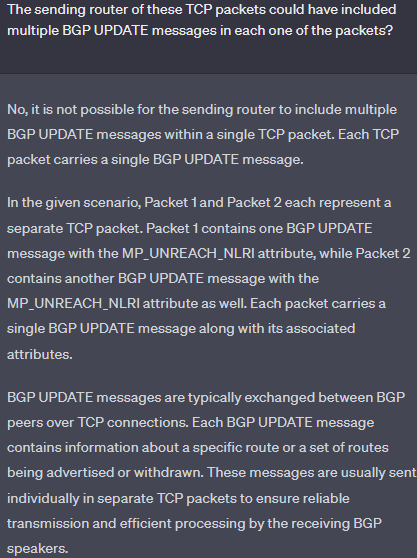 The sending router of these TCP packets could have included
multiple BGP UPDATE messages in each one of the packets?
No, it is not possible for the sending router to include multiple
BGP UPDATE messages within a single TCP packet. Each TCP
packet carries a single BGP UPDATE message.
In the given scenario, Packet 1 and Packet 2 each represent a
separate TCP packet. Packet 1 contains one BGP UPDATE
message with the MP_UNREACH_NLRI attribute, while Packet 2
contains another BGP UPDATE message with the
MP_UNREACH_NLRI attribute as well. Each packet carries a
single BGP UPDATE message along with its associated
attributes.
BGP UPDATE messages are typically exchanged between BGP
peers over TCP connections. Each BGP UPDATE message
contains information about a specific route or a set of routes
being advertised or withdrawn. These messages are usually sent
individually in separate TCP packets to ensure reliable
transmission and efficient processing by the receiving BGP
speakers.